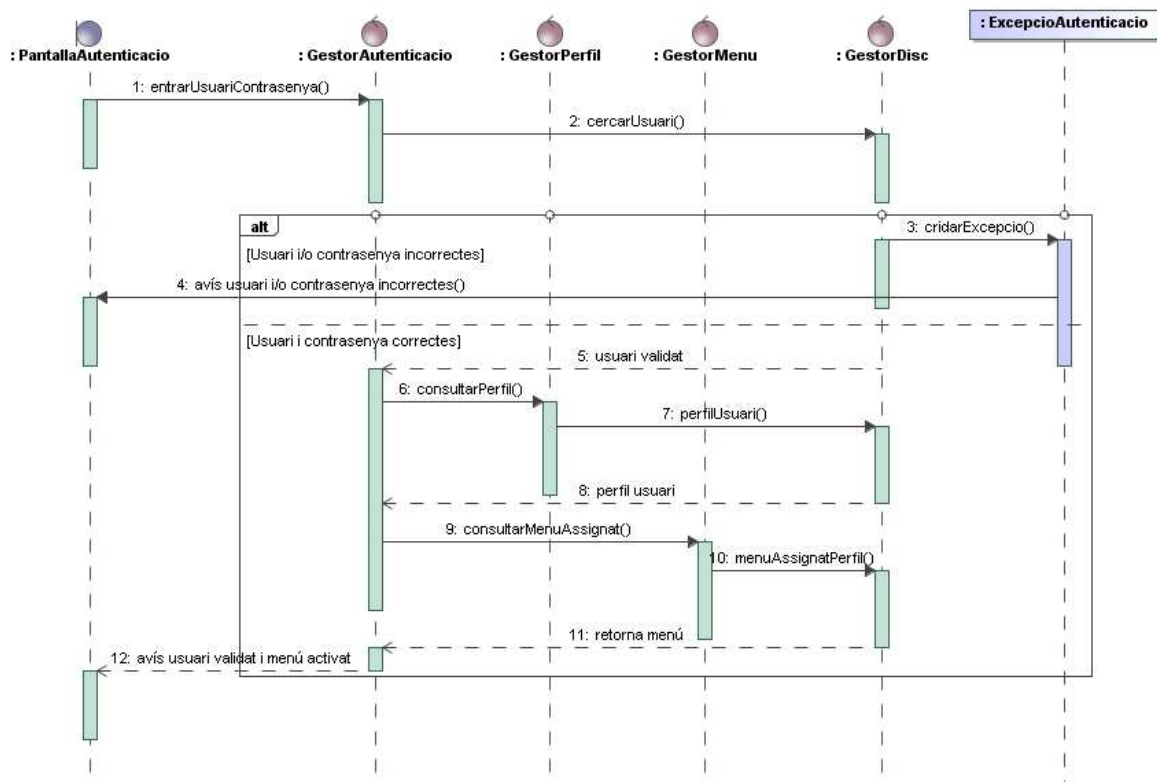 : PantallaAutenticacio
: GestorAutenticacio
: GestorPerfil
: GestorMenu
: GestorDisc
: ExcepcioAutenticacio
1: entrarUsuariContrasenya()
2: cercarUsuari()
alt
3: cridarExcepcio()
[Usuari i/o contrasenya incorrectes]
4: avís usuari i/o contrasenya incorrectes()
[Usuari i contrasenya correctes]
5: usuari validat
6: consultarPerfil()
7: perfilUsuari()
8: perfil usuari
9: consultarMenuAssignat()
10: menuAssignatPerfil()
11: retorna menú
12: avís usuari validat i menú activat